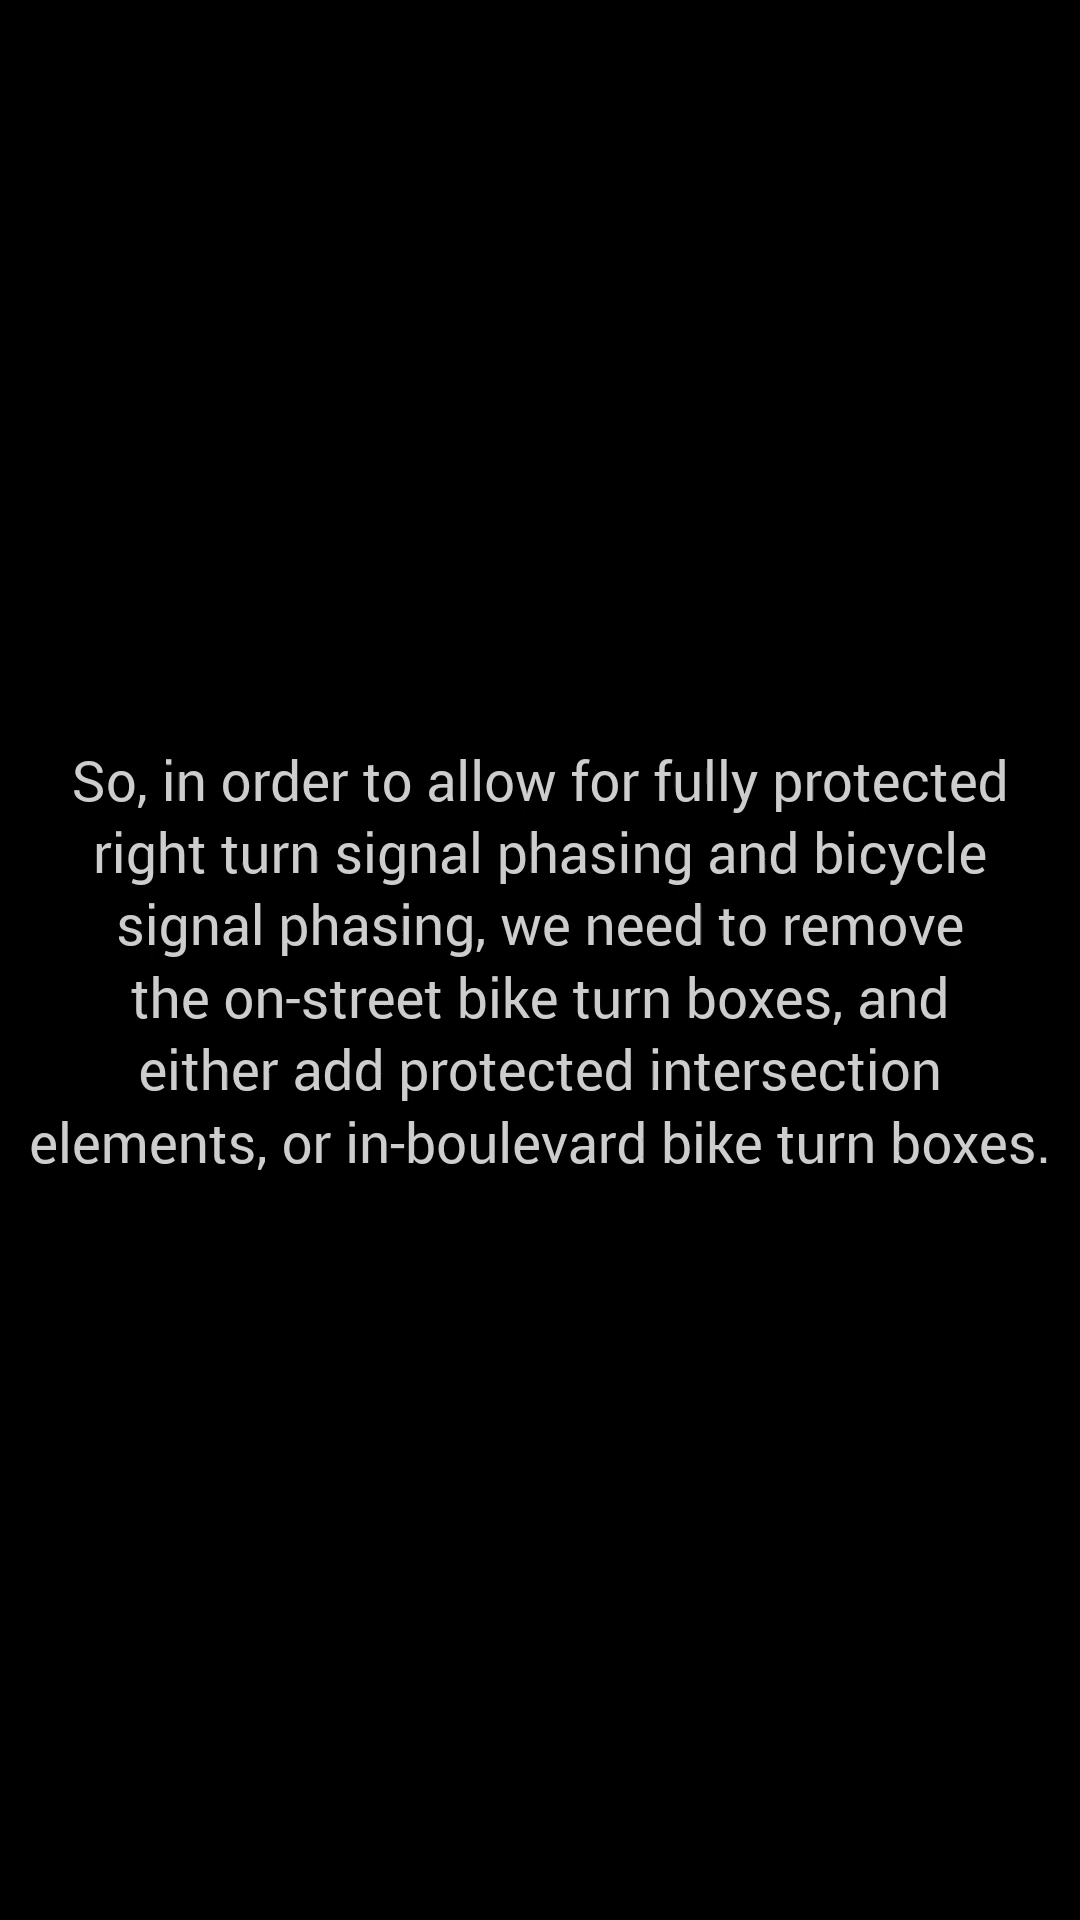 So, in order to allow for fully protected
right turn signal phasing and bicycle
signal phasing, we need to remove
the on-street bike turn boxes, and
either add protected intersection
elements, or in-boulevard bike turn boxes.